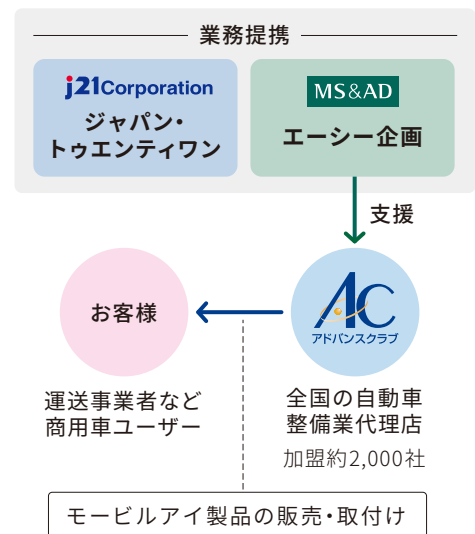 業務提携
j21Corporation
ジャパン・
トゥエンティワン
MS&AD
エーシー企画
支援
お客様
AC
アドバンスクラブ
運送事業者など
商用車ユーザー
全国の自動車
整備業代理店
加盟約2,000社
モービルアイ製品の販売・取付け